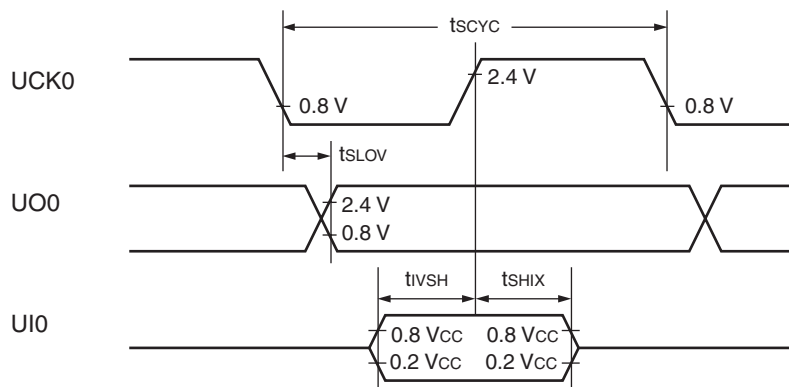 tSCYC
UCK0
2.4 V
0.8 V
0.8 V
tSLOV
UO0
2.4 V
0.8 V
tIVSH
tSHIX
UI0
0.8 VCC
0.8 VCC
0.2 VCC
0.2 VCC